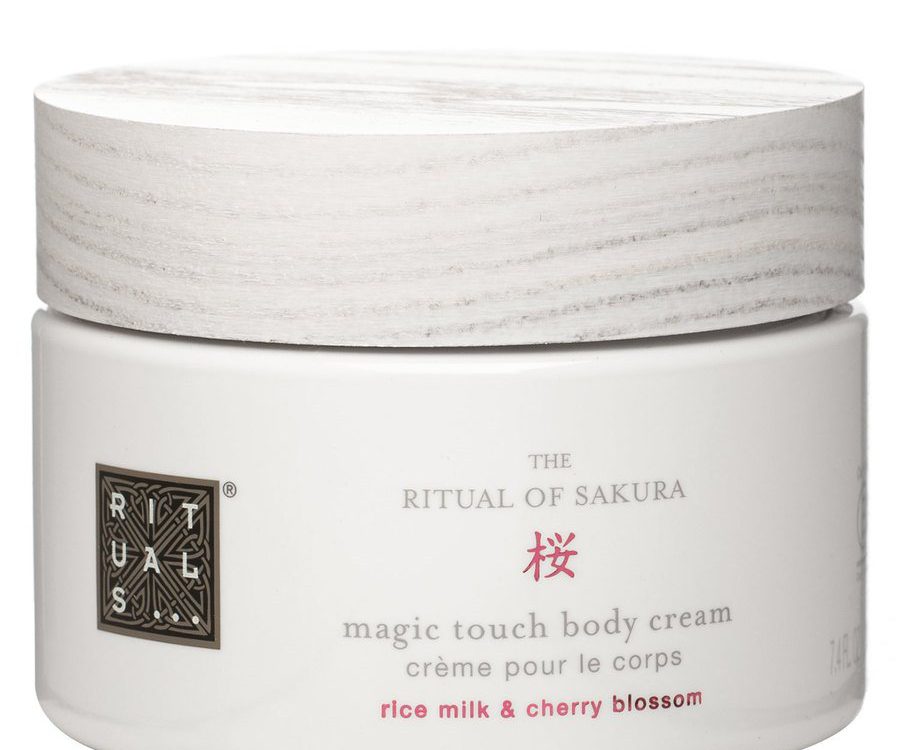 RIT
UAL
S...
®
THE
RITUAL OF SAKURA
桜
magic touch body cream
crème pour le corps
rice milk & cherry blossom